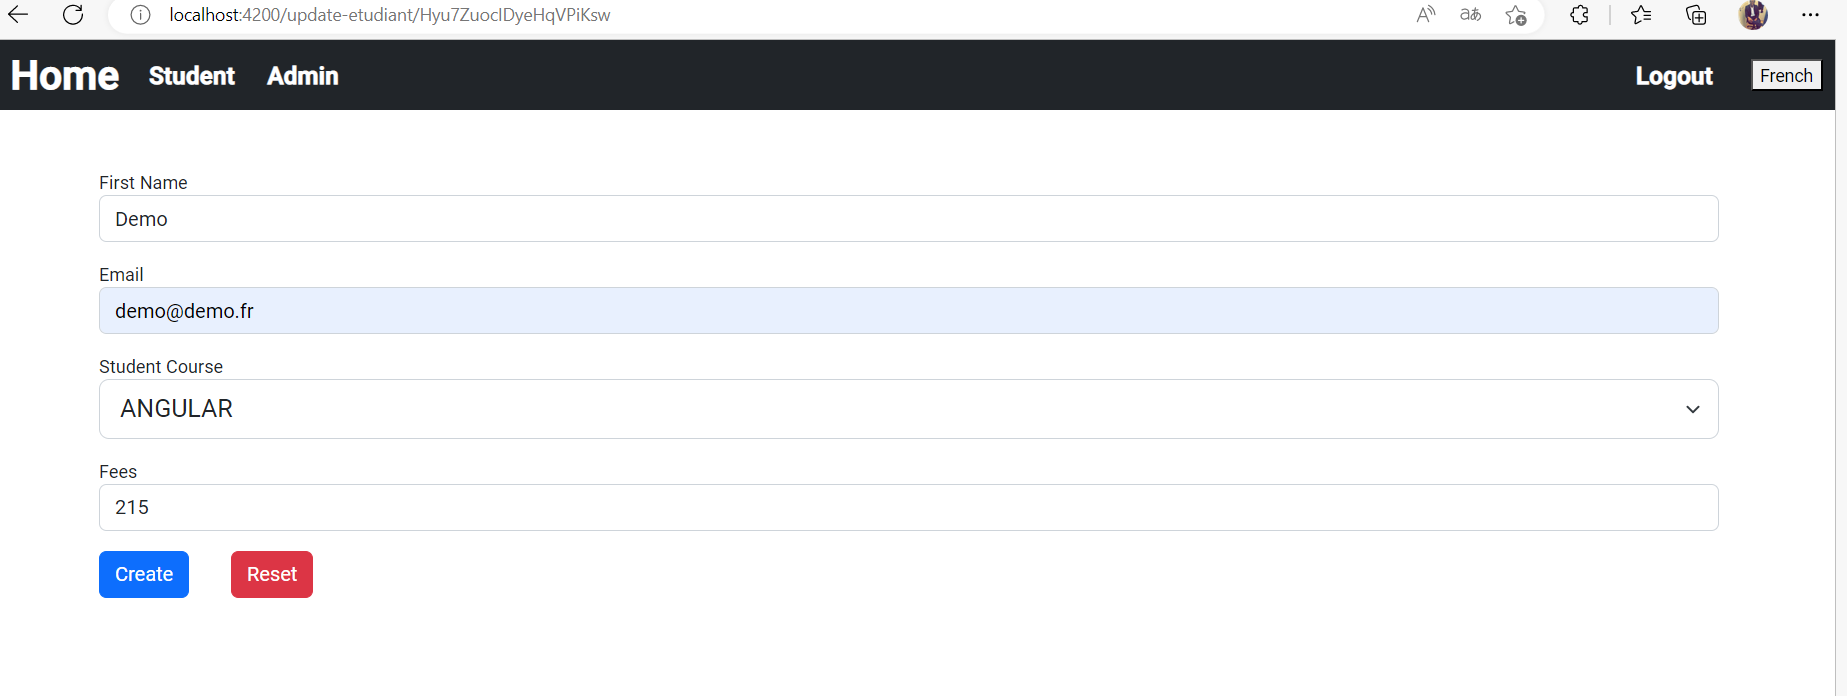 localhost:4200/update-etudiant/Hyu7ZuocIDyeHqVPiKsw
Home Student Admin Logout French
First Name
Demo
Email
demo@demo.fr
Student Course
ANGULAR
Fees
215
Create Reset